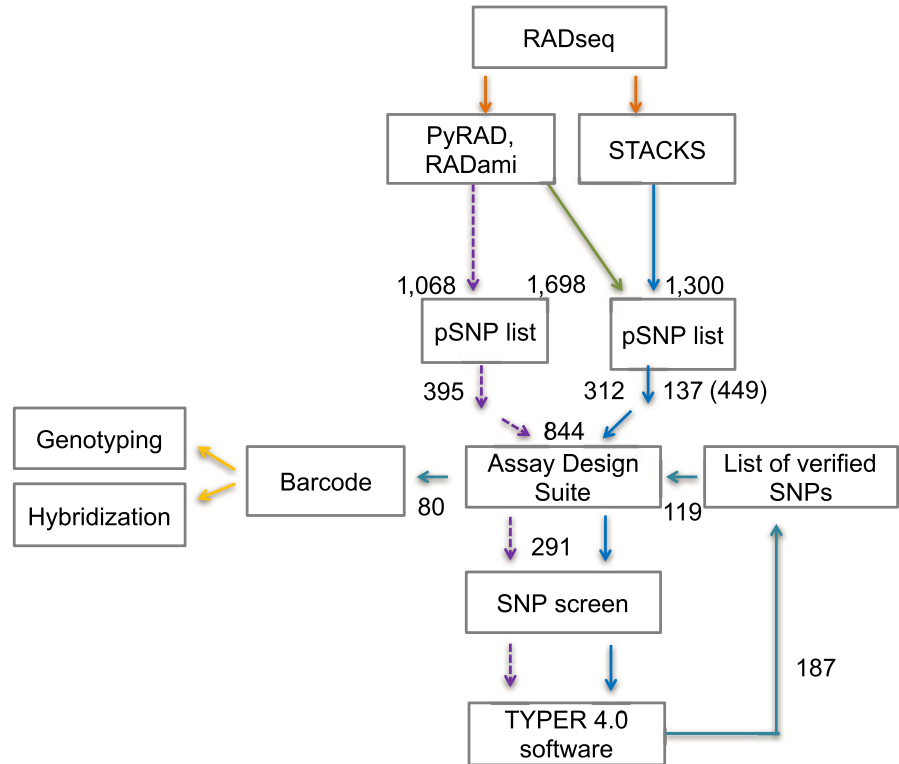 RADseq
PyRAD,
RADami
STACKS
1,068
1,698
1,300
pSNP list
pSNP list
395
312
137 (449)
844
Genotyping
Hybridization
Barcode
80
Assay Design
Suite
119
List of verified
SNPs
291
SNP screen
187
TYPER 4.0
software